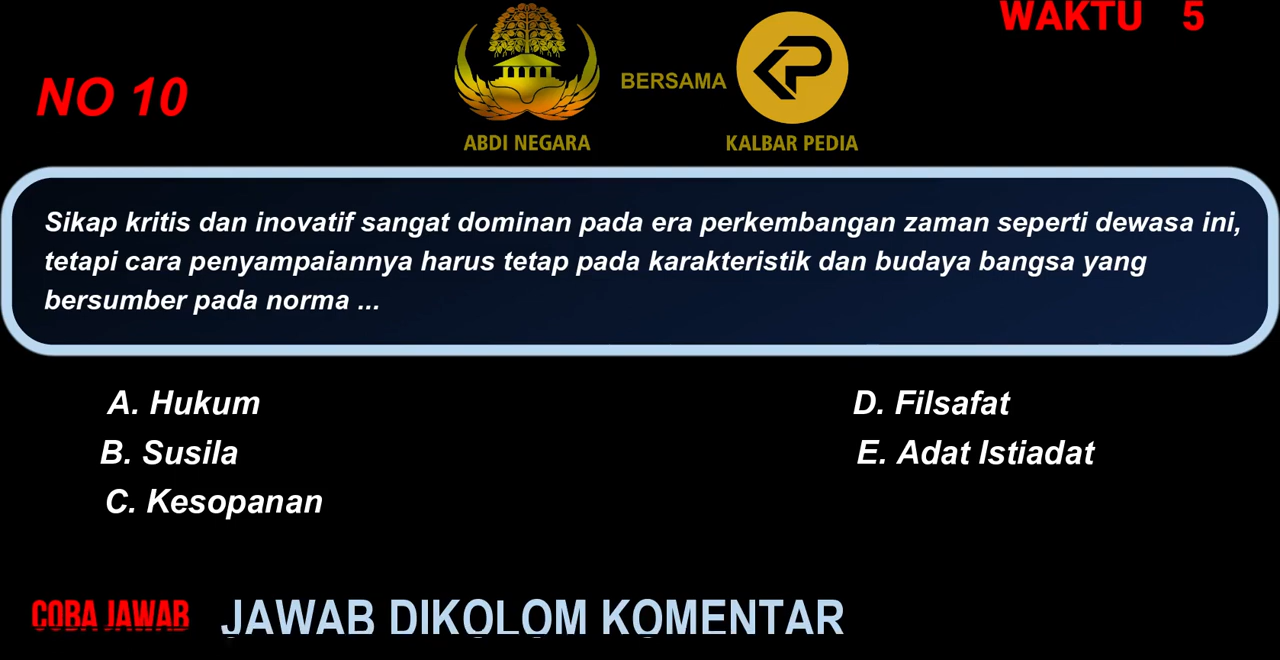 WAKTU 5
NO 10
BERSAMA
ABDI NEGARA
KALBAR PEDIA
Sikap kritis dan inovatif sangat dominan pada era perkembangan zaman seperti dewasa ini,
tetapi cara penyampaiannya harus tetap pada karakteristik dan budaya bangsa yang
bersumber pada norma ...
A. Hukum
B. Susila
C. Kesopanan
D. Filsafat
E. Adat Istiadat
COBA JAWAB
JAWAB DIKOLOM KOMENTAR